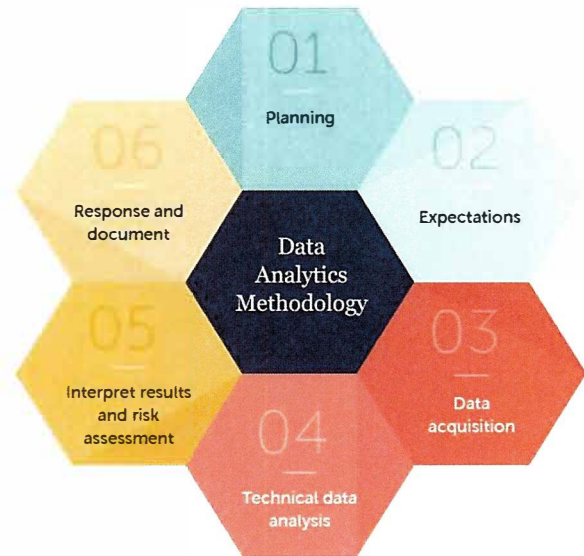 01
Planning
02
Expectations
03
Data
acquisition
04
Technical data
analysis
05
Interpret results
and risk
assessment
06
Response and
document
Data
Analytics
Methodology